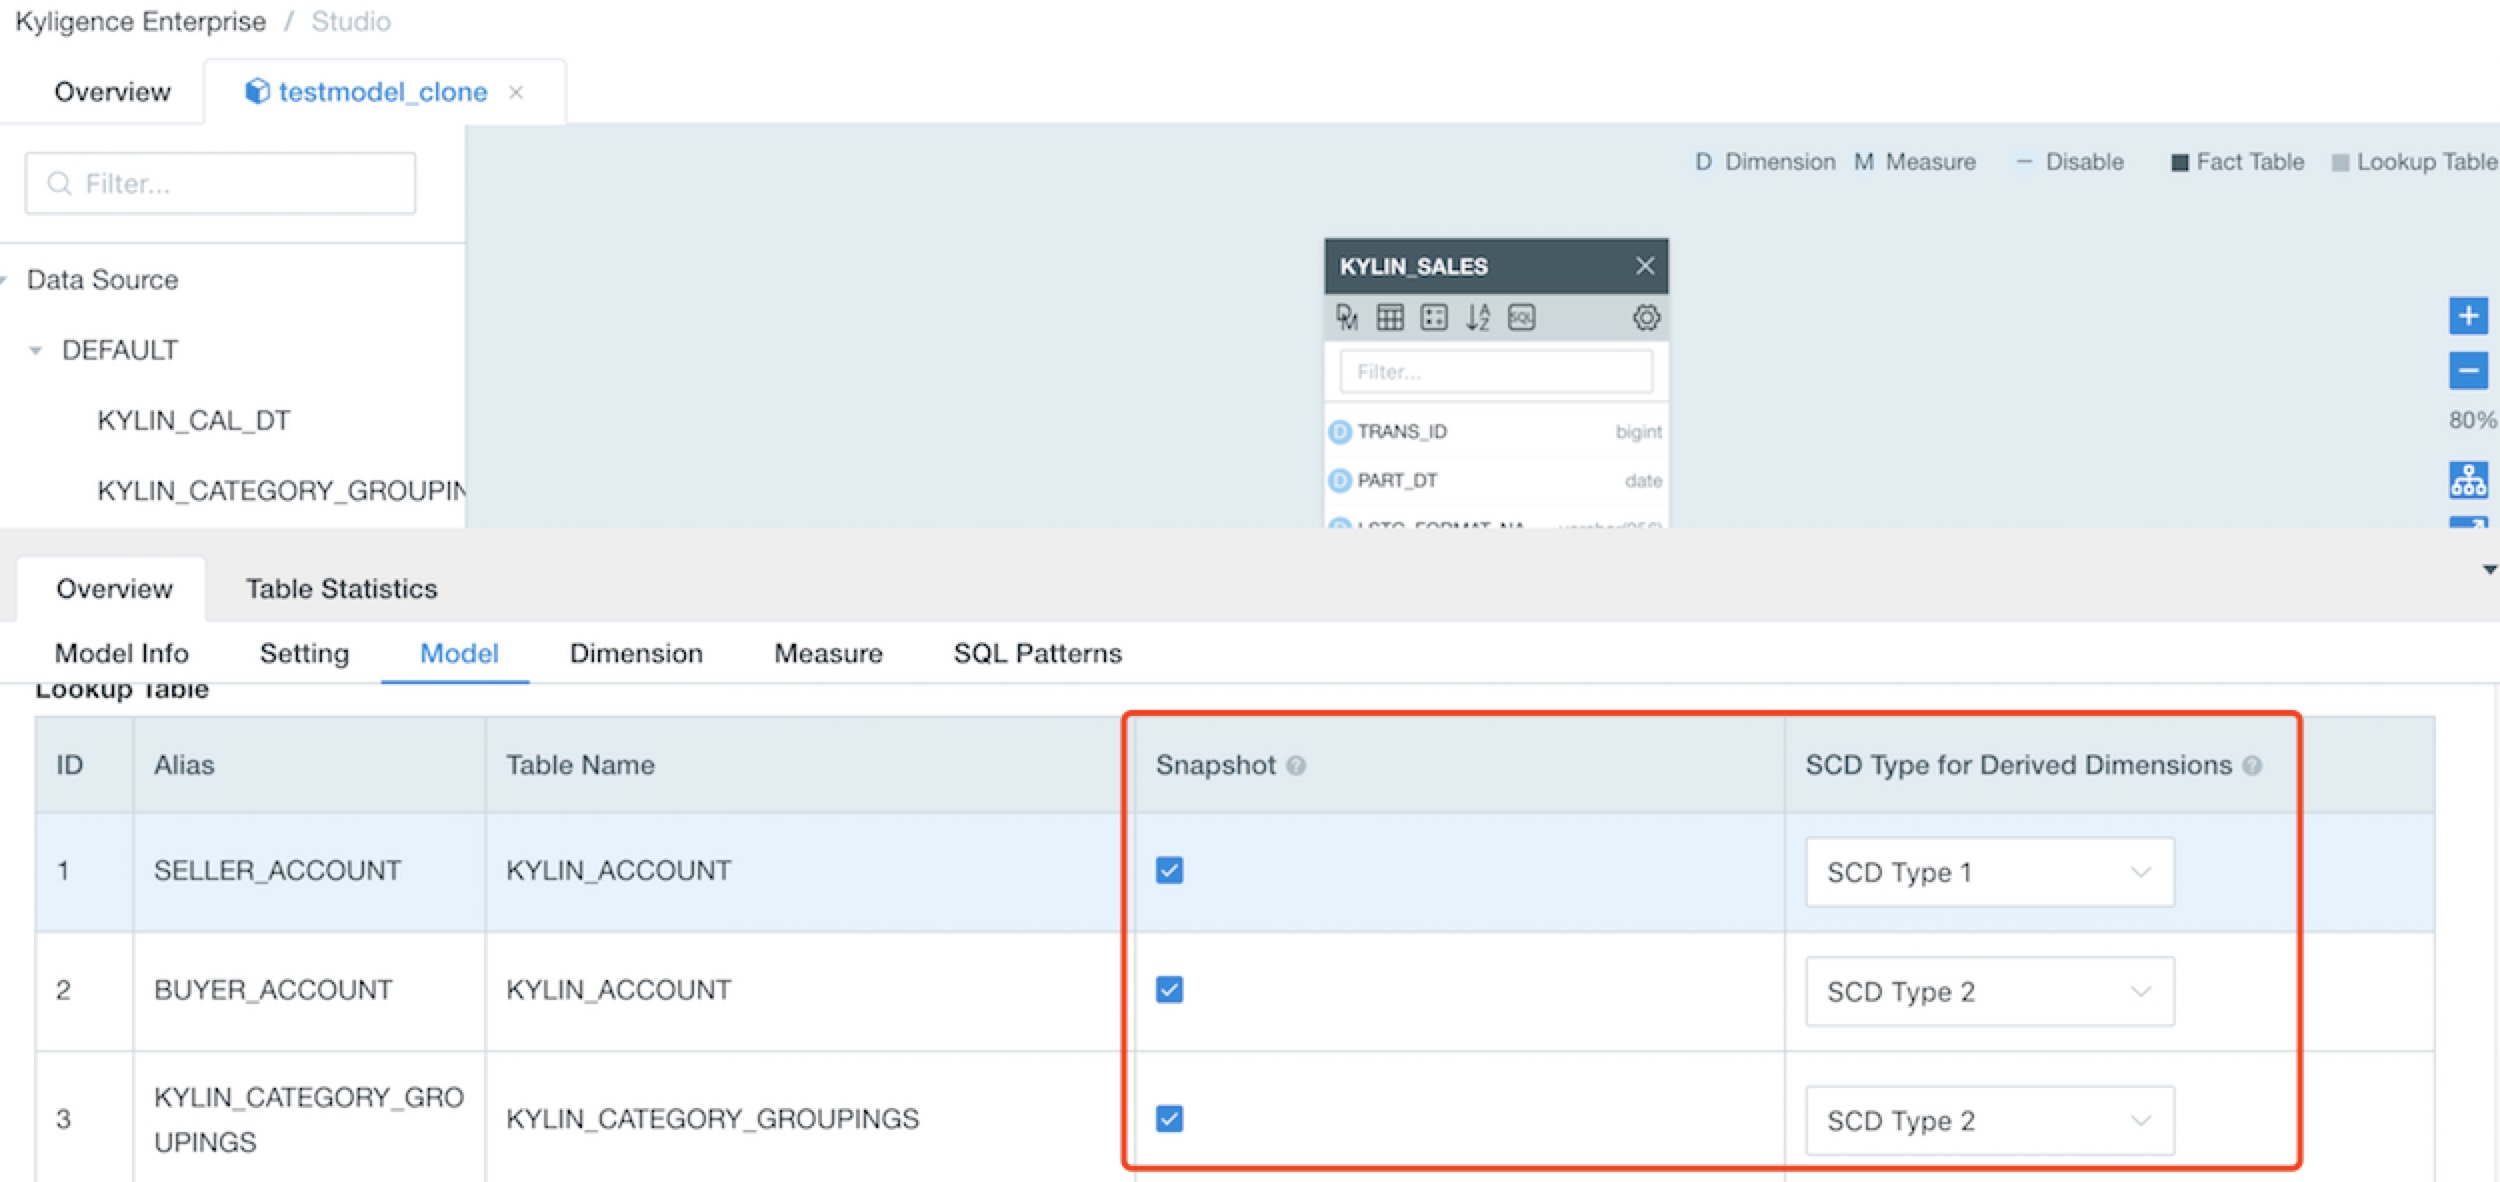 Kyligence Enterprise / Studio
Overview
testmodel_clone ×
Filter...
D Dimension M Measure – Disable Fact Table Lookup Table
Data Source
DEFAULT
KYLIN_CAL_DT
KYLIN_CATEGORY_GROUPIN
KYLIN_SALES
SQL
Filter...
D TRANS_ID bigint
D PART_DT date
80%
Overview Table Statistics
Model Info Setting Model Dimension Measure SQL Patterns
Lookup Table
ID Alias Table Name Snapshot ? SCD Type for Derived Dimensions ?
1 SELLER_ACCOUNT KYLIN_ACCOUNT SCD Type 1
2 BUYER_ACCOUNT KYLIN_ACCOUNT SCD Type 2
3 KYLIN_CATEGORY_GRO
UPINGS KYLIN_CATEGORY_GROUPINGS SCD Type 2